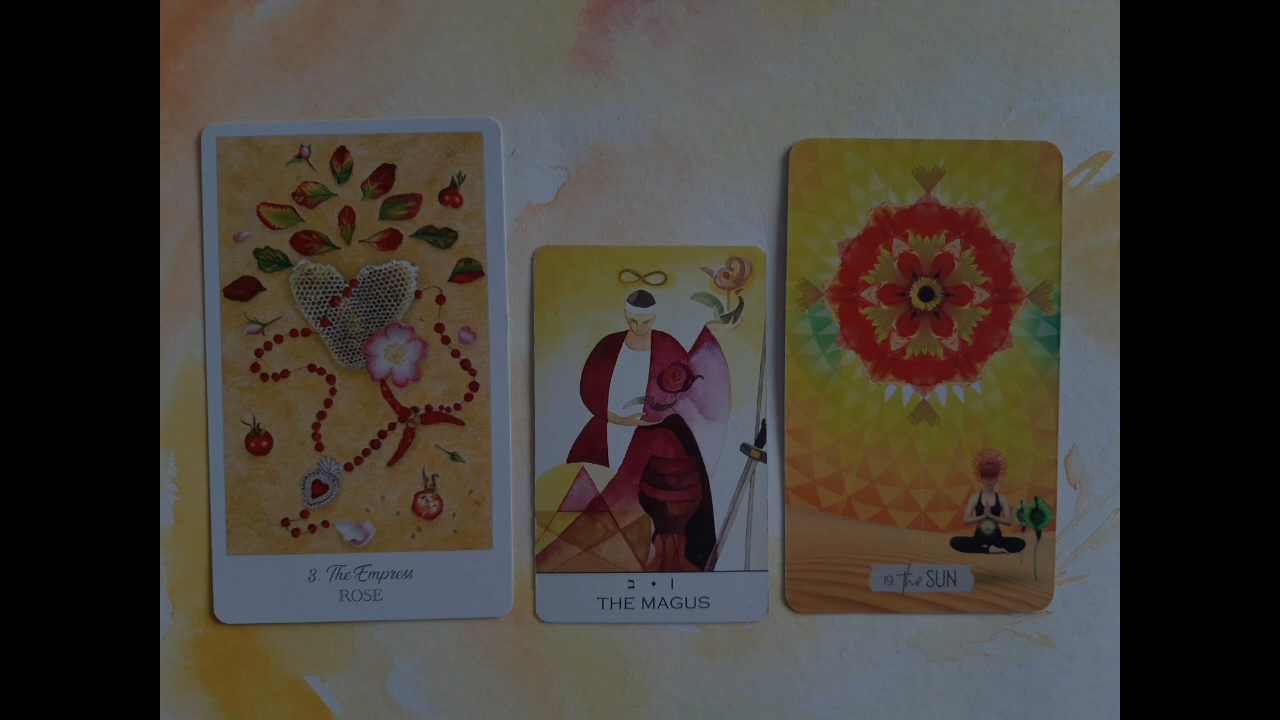 3. The Empress
ROSE
ב • I
THE MAGUS
19. the SUN